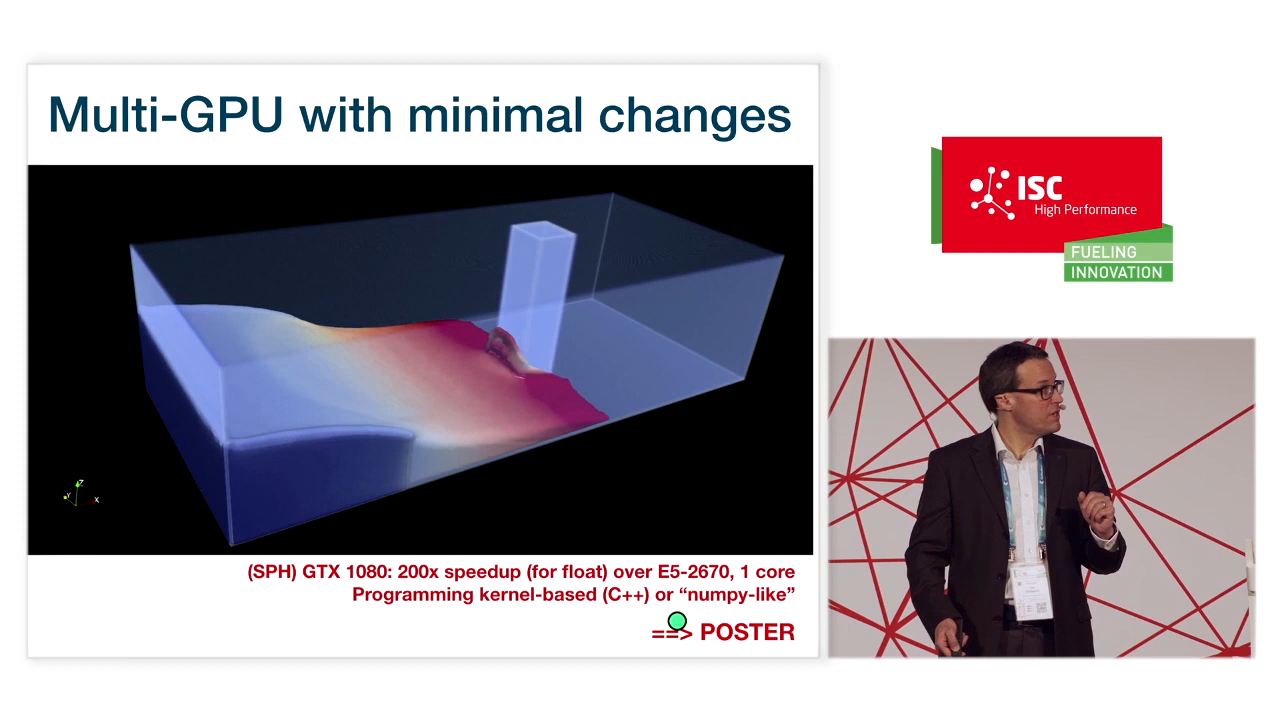 Multi-GPU with minimal changes
Z
Y
X
(SPH) GTX 1080: 200x speedup (for float) over E5-2670, 1 core
Programming kernel-based (C++) or “numpy-like”
==> POSTER
ISC
High Performance
FUELING
INNOVATION